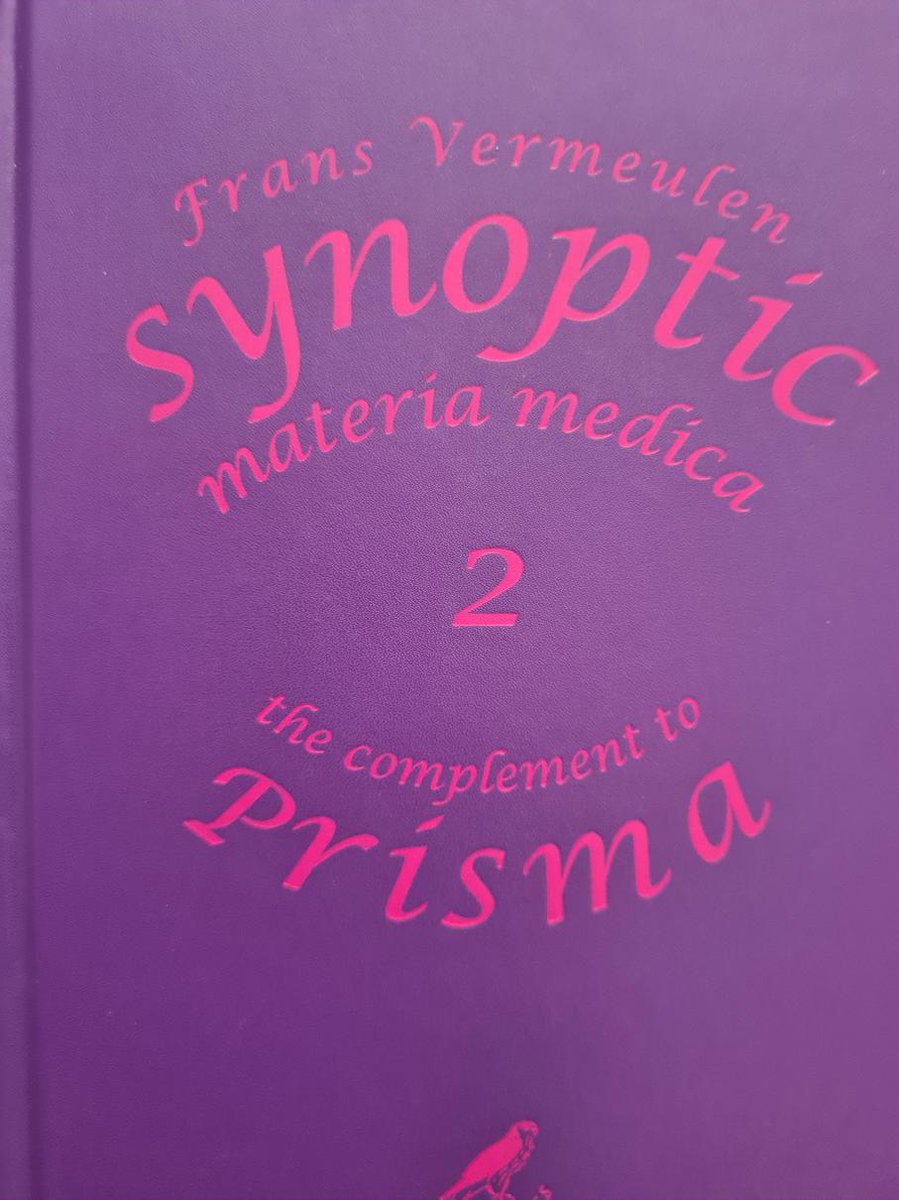 Frans Vermeulen
synoptic
materia medica
2
the complement to
Prisma